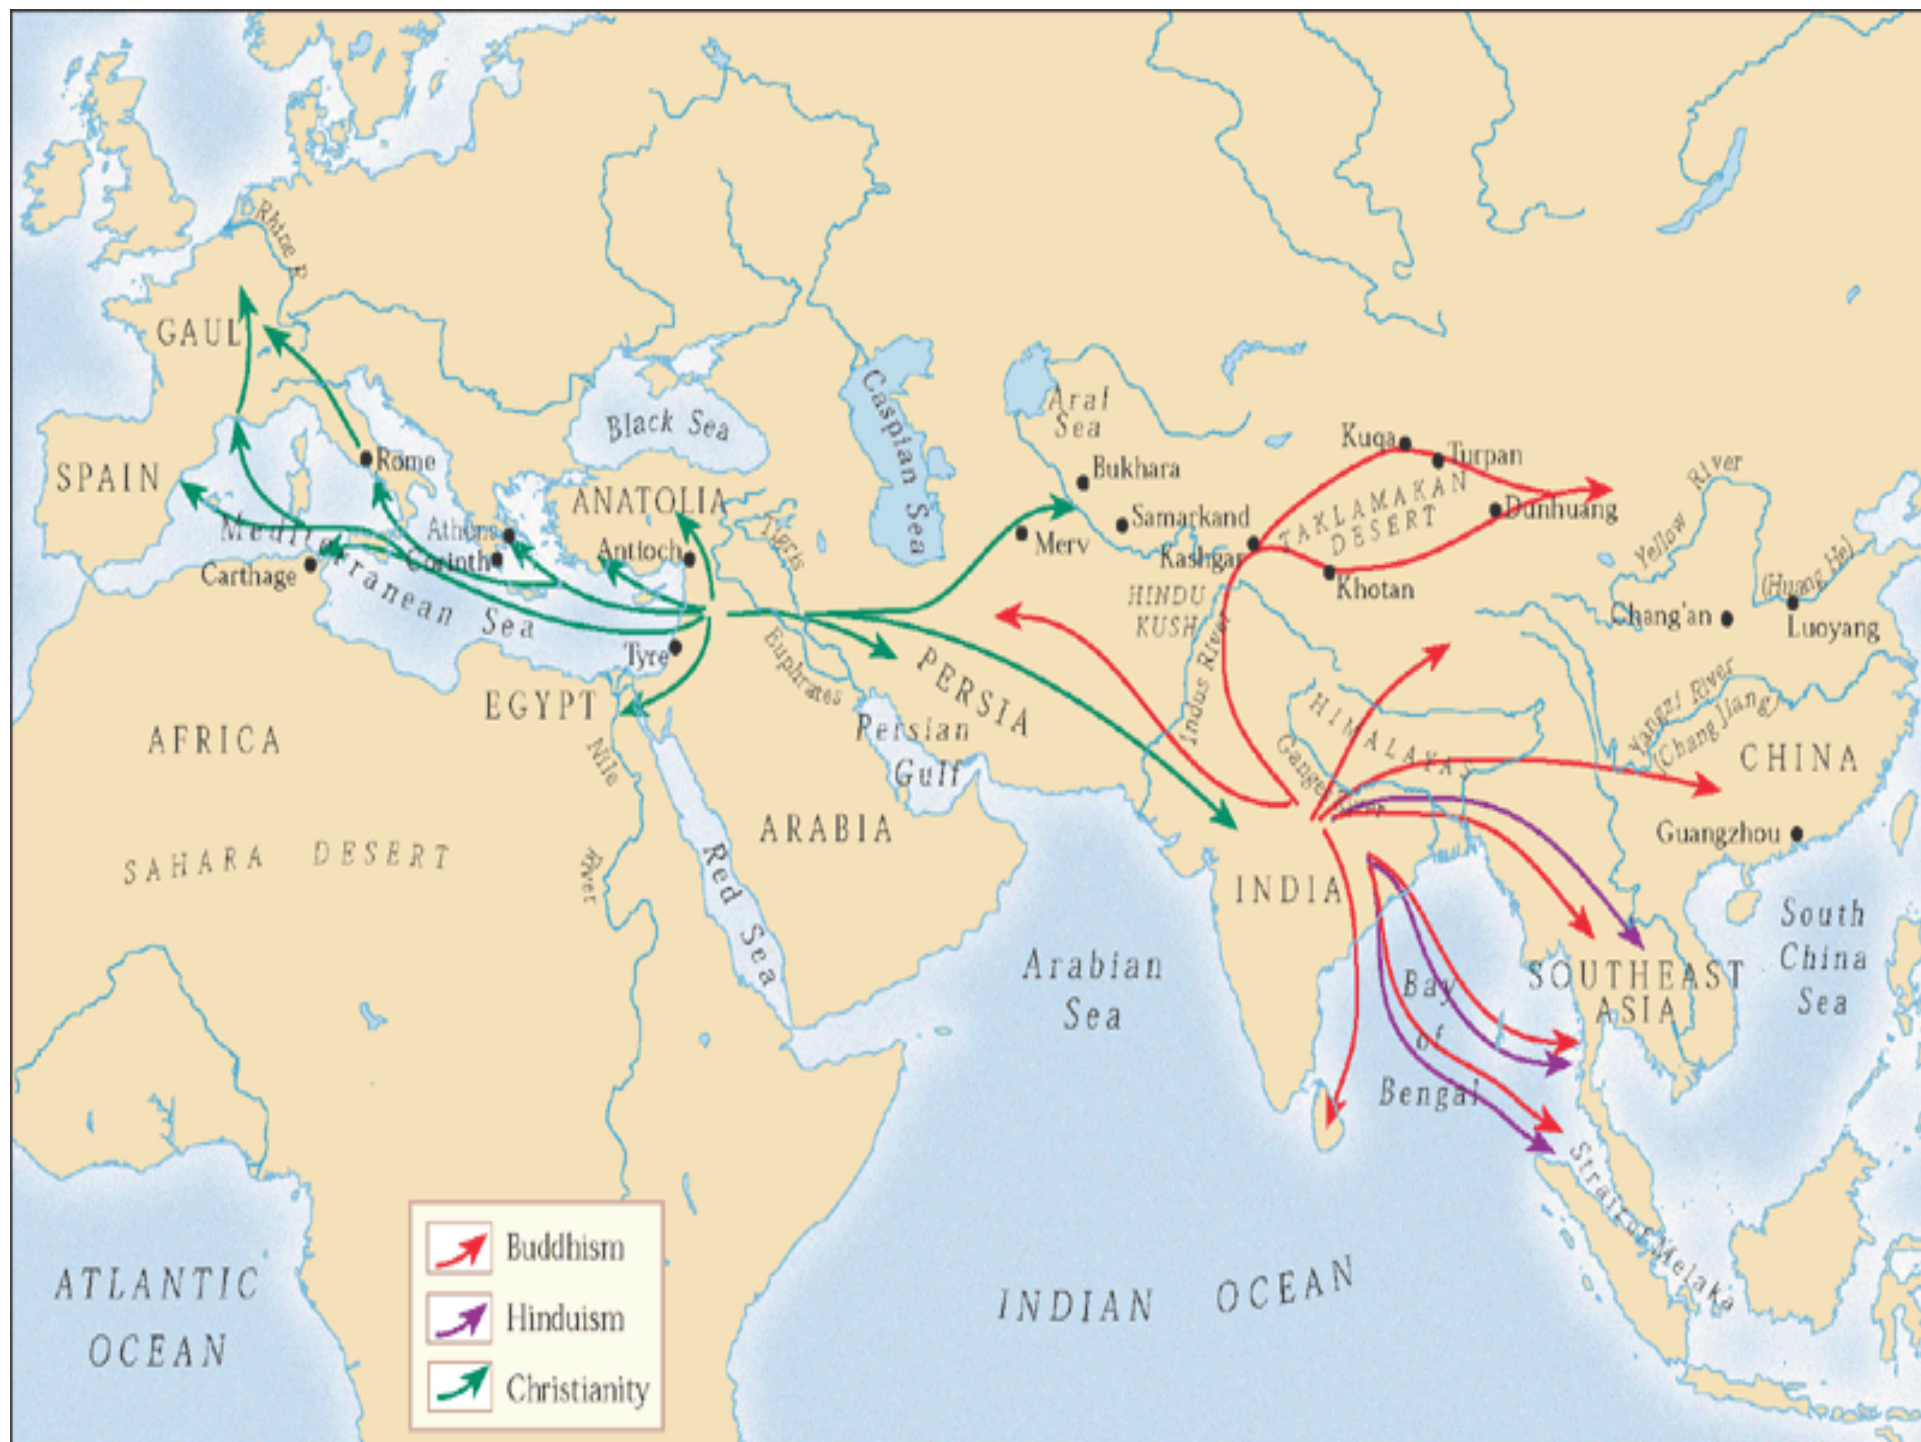 Rhine R.
GAUL
SPAIN
Rome
Black Sea
Caspian Sea
Aral
Sea
Bukhara
Samarkand
Merv
Kashgar
Kuqa
Turpan
TAKLAMAKAN
DESERT
Dunhuang
Khotan
Yellow River
(Huang He)
Chang'an
Luoyang
ANATOLIA
Athens
Corinth
Antioch
Tigris
Carthage
Mediterranean Sea
Tyre
Euphrates
PERSIA
HINDU
KUSH
Indus River
EGYPT
Nile
River
AFRICA
SAHARA DESERT
Persian
Gulf
ARABIA
Red Sea
HIMALAYAS
Ganges River
Yangzi River
(Chang Jiang)
CHINA
Guangzhou
INDIA
Arabian
Sea
Bay
of
Bengal
SOUTHEAST
ASIA
South
China
Sea
Strait of Melaka
ATLANTIC
OCEAN
INDIAN OCEAN
Buddhism
Hinduism
Christianity